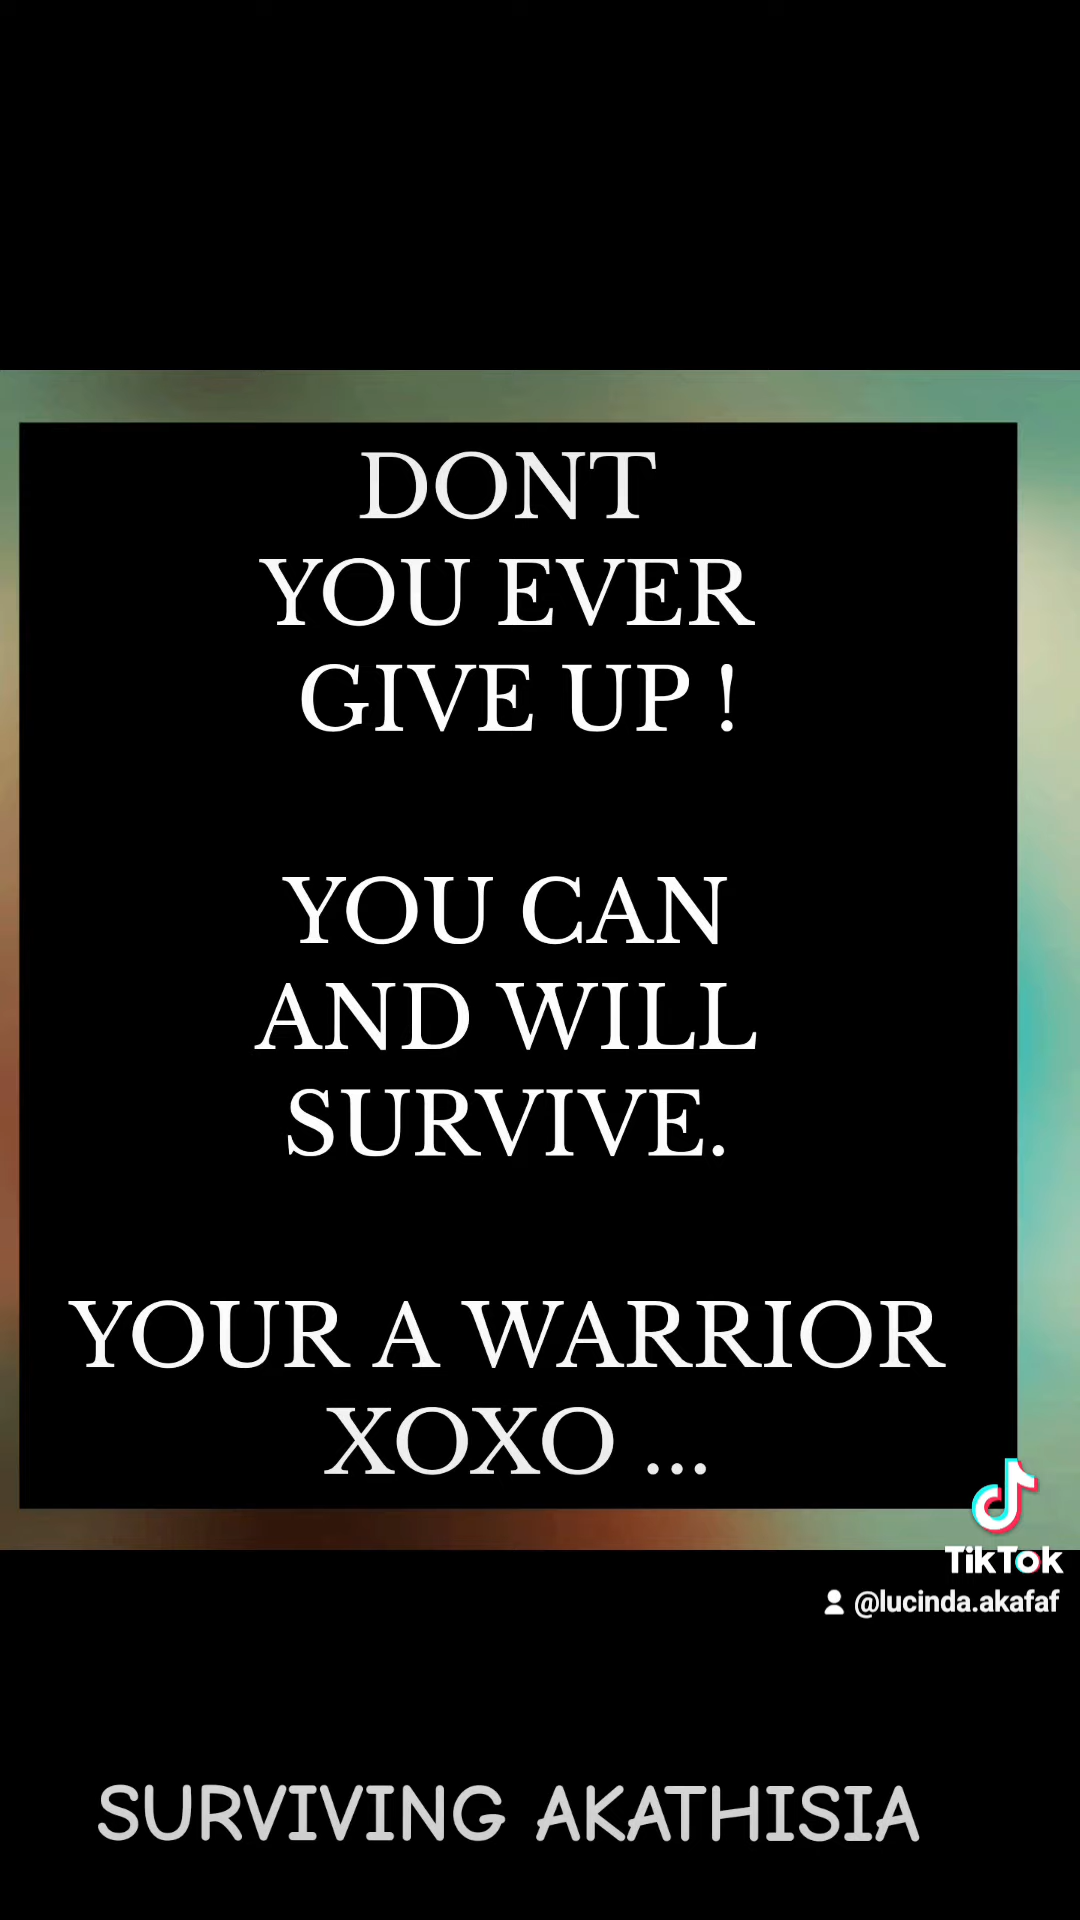 DONT
YOU EVER
GIVE UP !
YOU CAN
AND WILL
SURVIVE.
YOUR A WARRIOR
XOXO ...
TikTok
@lucinda.akafaf
SURVIVING AKATHISIA